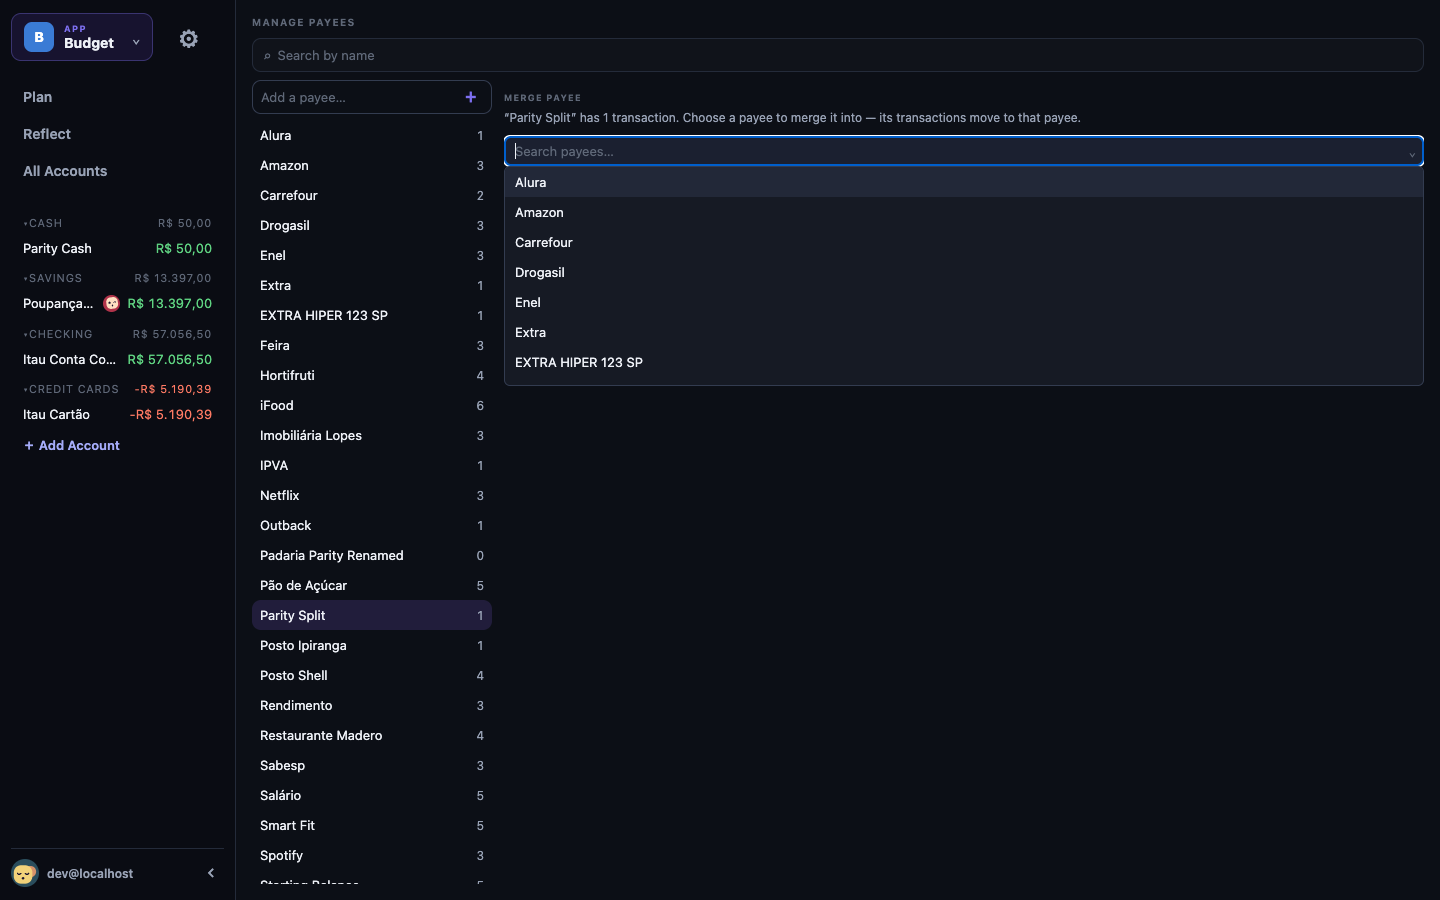 B
APP
Budget
Plan
Reflect
All Accounts
CASH R$ 50,00
Parity Cash R$ 50,00
SAVINGS R$ 13.397,00
Poupança... R$ 13.397,00
CHECKING R$ 57.056,50
Itau Conta Co... R$ 57.056,50
CREDIT CARDS -R$ 5.190,39
Itau Cartão -R$ 5.190,39
+ Add Account
dev@localhost
MANAGE PAYEES
Search by name
Add a payee... +
Alura 1
Amazon 3
Carrefour 2
Drogasil 3
Enel 3
Extra 1
EXTRA HIPER 123 SP 1
Feira 3
Hortifruti 4
iFood 6
Imobiliária Lopes 3
IPVA 1
Netflix 3
Outback 1
Padaria Parity Renamed 0
Pão de Açúcar 5
Parity Split 1
Posto Ipiranga 1
Posto Shell 4
Rendimento 3
Restaurante Madero 4
Sabesp 3
Salário 5
Smart Fit 5
Spotify 3
MERGE PAYEE
“Parity Split” has 1 transaction. Choose a payee to merge it into — its transactions move to that payee.
Search payees...
Alura
Amazon
Carrefour
Drogasil
Enel
Extra
EXTRA HIPER 123 SP